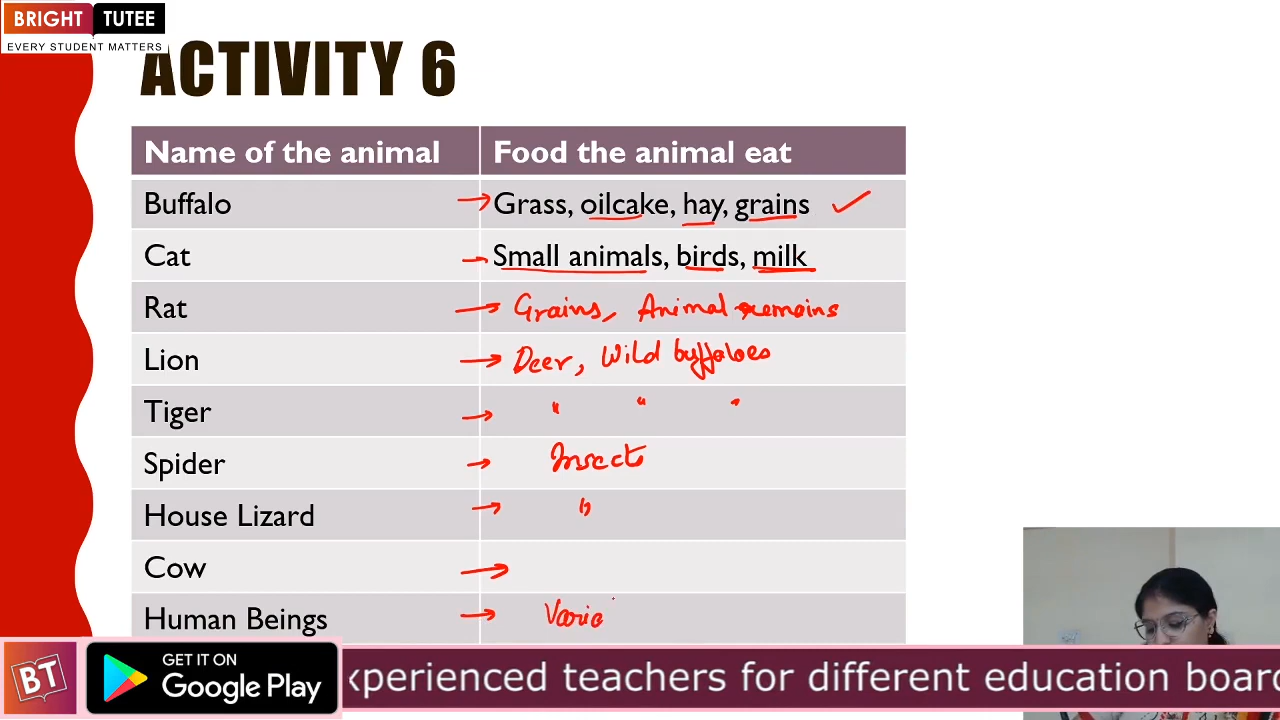 BRIGHT TUTEE
EVERY STUDENT MATTERS
ACTIVITY 6
Name of the animal Food the animal eat
Buffalo Grass, oilcake, hay, grains
Cat Small animals, birds, milk
Rat Grains, Animal remains
Lion Deer, Wild buffaloes
Tiger " " "
Spider Insects
House Lizard "
Cow
Human Beings Varie
BT
GET IT ON
Google Play
xperienced teachers for different education board